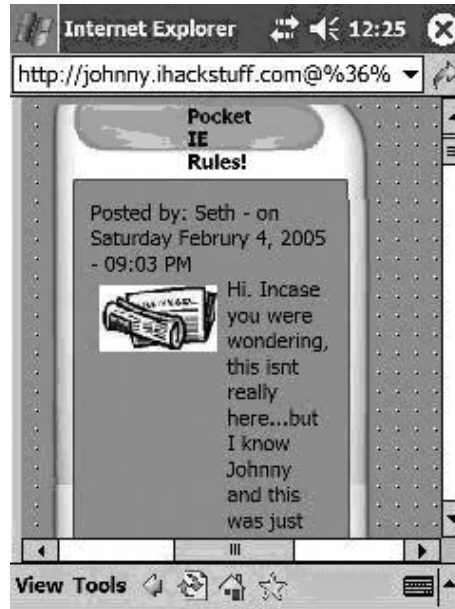 Internet Explorer 12:25
http://johnny.ihackstuff.com@%36%
Pocket
IE
Rules!
Posted by: Seth - on
Saturday Februry 4, 2005
- 09:03 PM
Hi. Incase
you were
wondering,
this isnt
really
here...but
I know
Johnny
and this
was just
View Tools